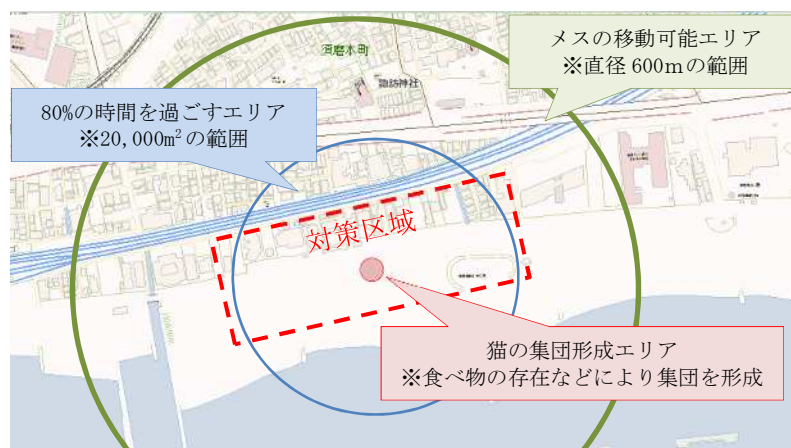 メスの移動可能エリア
※直径 600mの範囲
須磨本町
諏訪神社
80%の時間を過ごすエリア
※20,000m²の範囲
対策区域
猫の集団形成エリア
※食べ物の存在などにより集団を形成